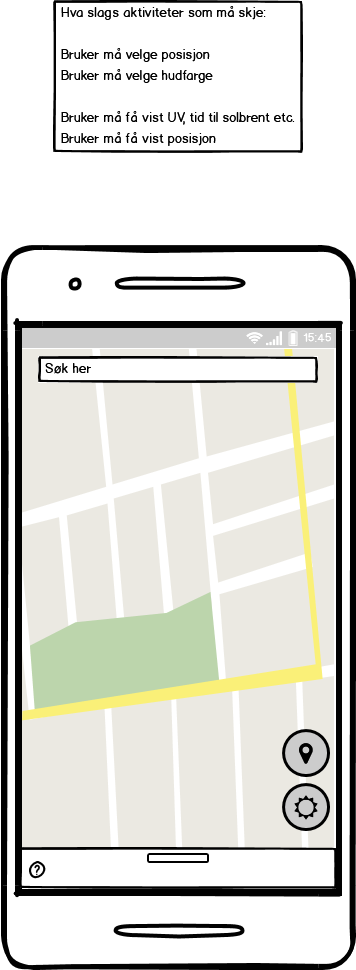 Hva slags aktiviteter som må skje:
Bruker må velge posisjon
Bruker må velge hudfarge
Bruker må få vist UV, tid til solbrent etc.
Bruker må få vist posisjon
15:45
Søk her
?